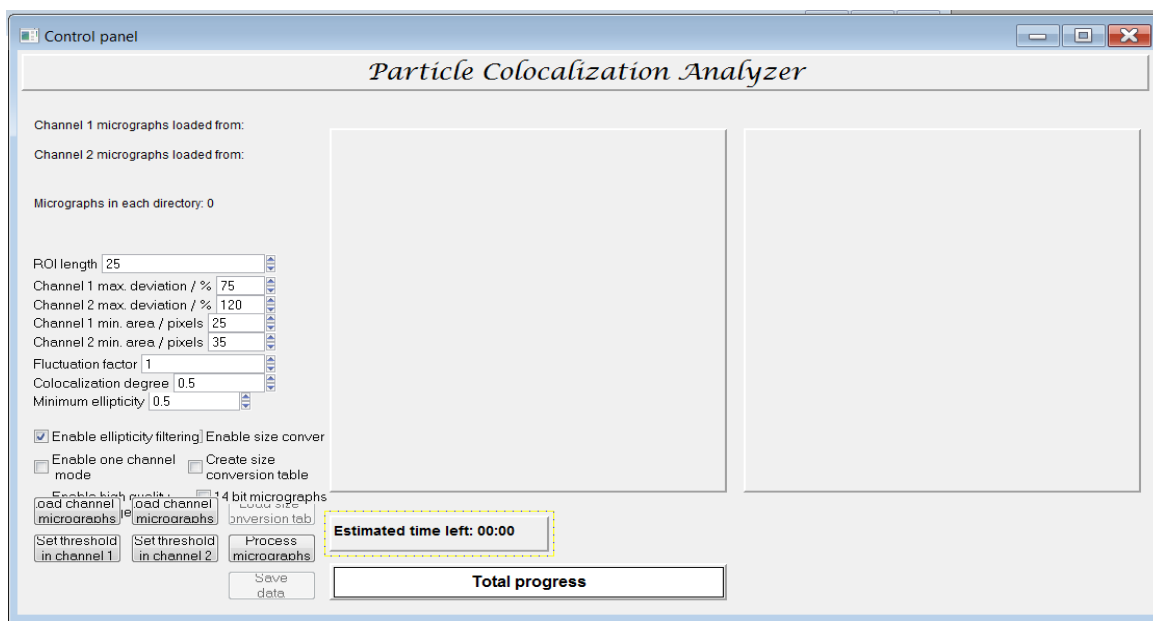 Control panel
Particle Colocalization Analyzer
Channel 1 micrographs loaded from:
Channel 2 micrographs loaded from:
Micrographs in each directory: 0
ROI length 25
Channel 1 max. deviation / % 75
Channel 2 max. deviation / % 120
Channel 1 min. area / pixels 25
Channel 2 min. area / pixels 35
Fluctuation factor 1
Colocalization degree 0.5
Minimum ellipticity 0.5
Enable ellipticity filtering Enable size conver
Enable one channel Create size
mode conversion table
Enable high quality 14 bit micrographs
oad channel oad channel Load size
micrographs micrographs onversion tab
Estimated time left: 00:00
Set threshold Set threshold Process
in channel 1 in channel 2 micrographs
Total progress
Save
data